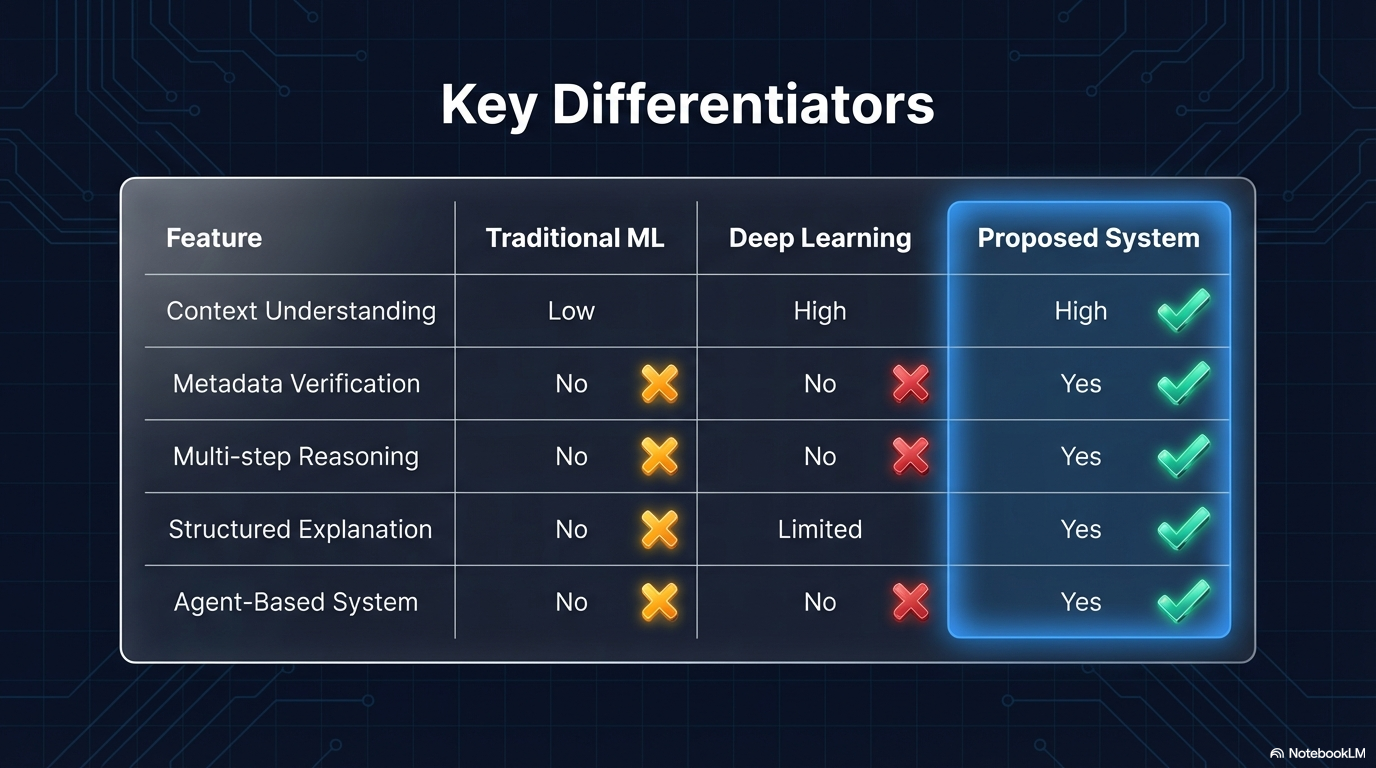 Key Differentiators
Feature Traditional ML Deep Learning Proposed System
Context Understanding Low High High
Metadata Verification No No Yes
Multi-step Reasoning No No Yes
Structured Explanation No Limited Yes
Agent-Based System No No Yes
NotebookLM